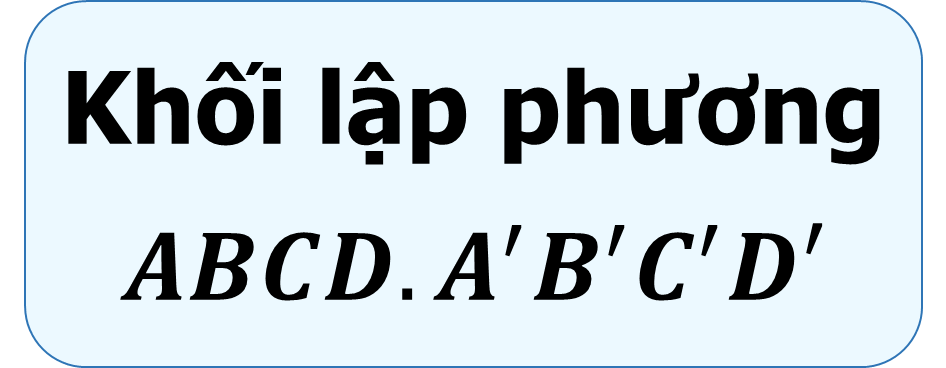 Khối lập phương
ABCD. A′B′C′D′